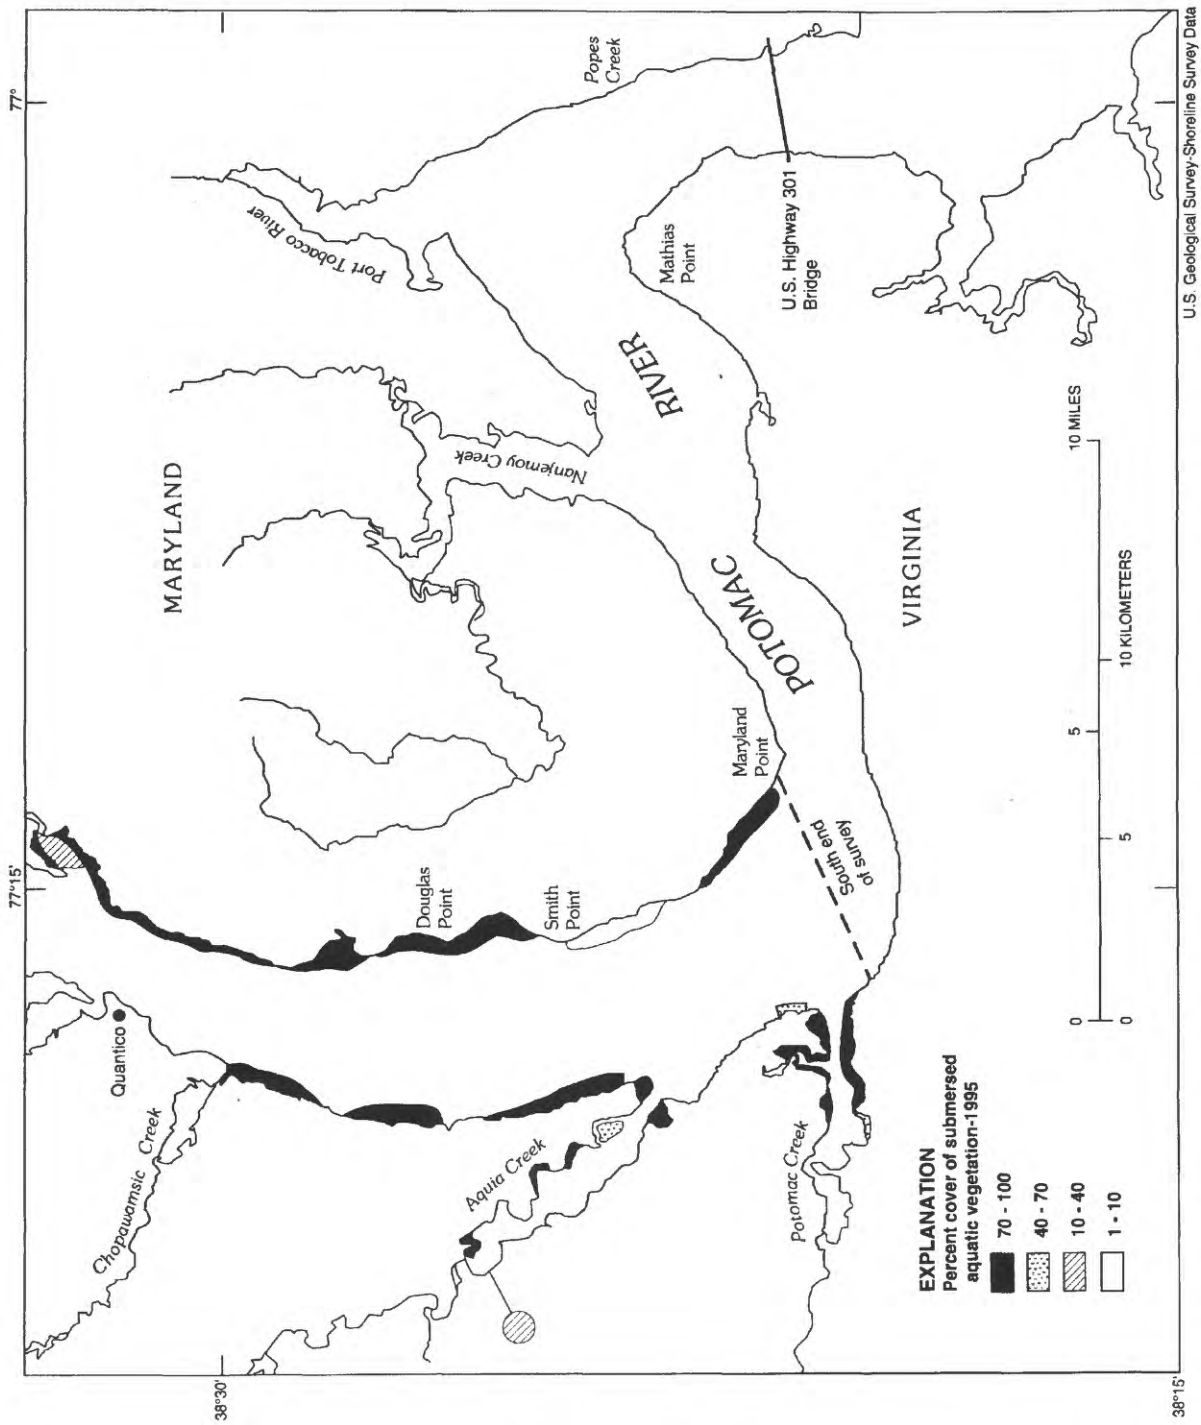 77°15'
77°
38°30'
38°15'
MARYLAND
Port Tobacco River
Popes
Creek
Nanjemoy Creek
Quantico
Chopawamsic Creek
Douglas
Point
Smith
Point
Aquia Creek
Maryland
Point
Mathias
Point
U.S. Highway 301
Bridge
POTOMAC
RIVER
South end
of survey
Potomac Creek
VIRGINIA
EXPLANATION
Percent cover of submersed
aquatic vegetation-1995
70 - 100
40 - 70
10 - 40
1 - 10
0 5 10 MILES
0 5 10 KILOMETERS
U.S. Geological Survey-Shoreline Survey Data